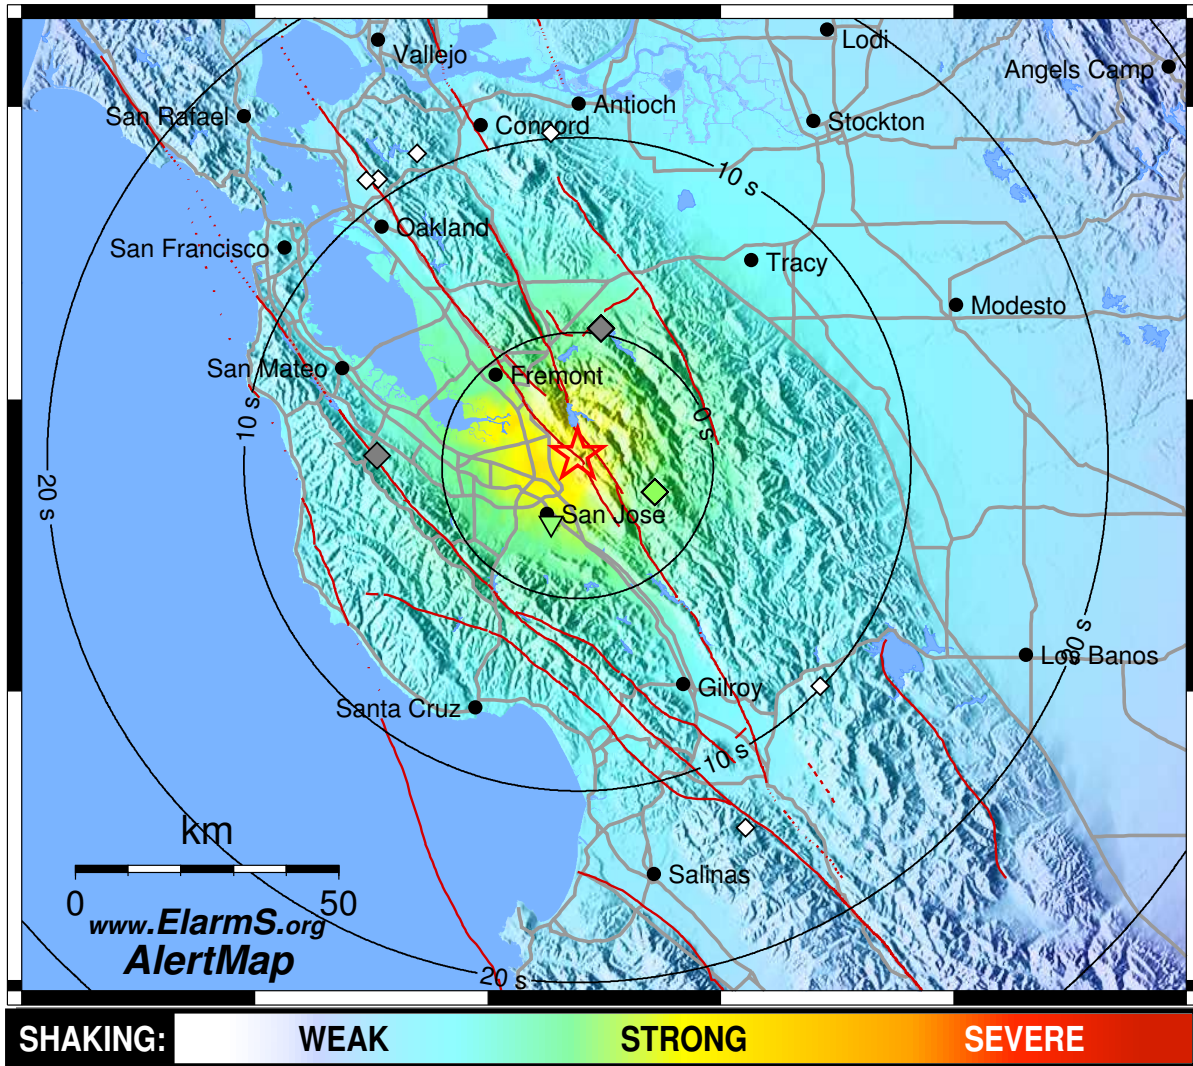 Vallejo
Lodi
Angels Camp
San Rafael
Antioch
Concord
Stockton
10 s
Oakland
San Francisco
Tracy
Modesto
San Mateo
Fremont
10 s
0 s
20 s
San Jose
20 s
Los Banos
Gilroy
Santa Cruz
10 s
km
0 50
Salinas
www.ElarmS.org
AlertMap
20 s
SHAKING: WEAK STRONG SEVERE